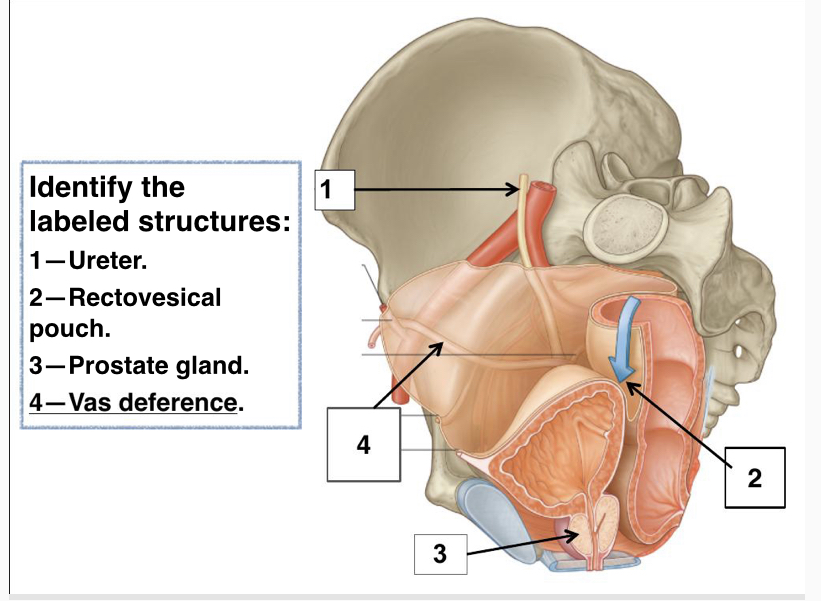 Identify the
labeled structures:
1—Ureter.
2—Rectovesical
pouch.
3—Prostate gland.
4—Vas deference.
1
4
2
3